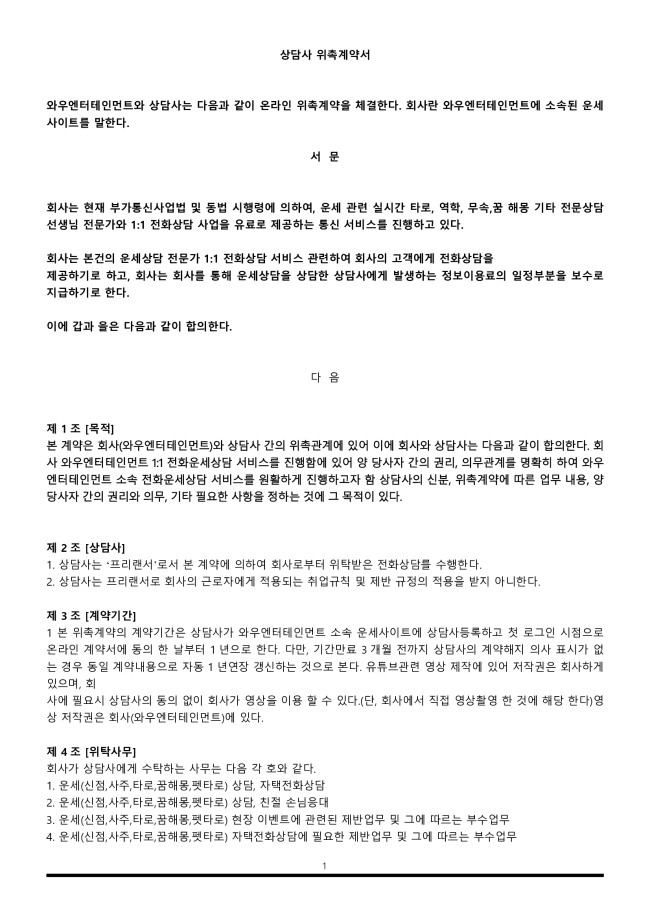 상담사 위촉계약서
와우엔터테인먼트와 상담사는 다음과 같이 온라인 위촉계약을 체결한다. 회사란 와우엔터테인먼트에 소속된 운세
사이트를 말한다.
서 문
회사는 현재 부가통신사업법 및 동법 시행령에 의하여, 운세 관련 실시간 타로, 역학, 무속,꿈 해몽 기타 전문상담
선생님 전문가와 1:1 전화상담 사업을 유료로 제공하는 통신 서비스를 진행하고 있다.
회사는 본건의 운세상담 전문가 1:1 전화상담 서비스 관련하여 회사의 고객에게 전화상담을
제공하기로 하고, 회사는 회사를 통해 운세상담을 상담한 상담사에게 발생하는 정보이용료의 일정부분을 보수로
지급하기로 한다.
이에 갑과 을은 다음과 같이 합의한다.
다 음
제 1 조 [목적]
본 계약은 회사(와우엔터테인먼트)와 상담사 간의 위촉관계에 있어 이에 회사와 상담사는 다음과 같이 합의한다. 회
사 와우엔터테인먼트 1:1 전화운세상담 서비스를 진행함에 있어 양 당사자 간의 권리, 의무관계를 명확히 하여 와우
엔터테인먼트 소속 전화운세상담 서비스를 원활하게 진행하고자 함 상담사의 신분, 위촉계약에 따른 업무 내용, 양
당사자 간의 권리와 의무, 기타 필요한 사항을 정하는 것에 그 목적이 있다.
제 2 조 [상담사]
1. 상담사는 '프리랜서'로서 본 계약에 의하여 회사로부터 위탁받은 전화상담를 수행한다.
2. 상담사는 프리랜서로 회사의 근로자에게 적용되는 취업규칙 및 제반 규정의 적용을 받지 아니한다.
제 3 조 [계약기간]
1 본 위촉계약의 계약기간은 상담사가 와우엔터테인먼트 소속 운세사이트에 상담사등록하고 첫 로그인 시점으로
온라인 계약서에 동의 한 날부터 1 년으로 한다. 다만, 기간만료 3 개월 전까지 상담사의 계약해지 의사 표시가 없
는 경우 동일 계약내용으로 자동 1 년연장 갱신하는 것으로 본다. 유튜브관련 영상 제작에 있어 저작권은 회사하게
있으며, 회
사에 필요시 상담사의 동의 없이 회사가 영상을 이용 할 수 있다.(단, 회사에서 직접 영상촬영 한 것에 해당 한다)영
상 저작권은 회사(와우엔터테인먼트)에 있다.
제 4 조 [위탁사무]
회사가 상담사에게 수탁하는 사무는 다음 각 호와 같다.
1. 운세(신점,사주,타로,꿈해몽,펫타로) 상담, 자택전화상담
2. 운세(신점,사주,타로,꿈해몽,펫타로) 상담, 친절 손님응대
3. 운세(신점,사주,타로,꿈해몽,펫타로) 현장 이벤트에 관련된 제반업무 및 그에 따르는 부수업무
4. 운세(신점,사주,타로,꿈해몽,펫타로) 자택전화상담에 필요한 제반업무 및 그에 따르는 부수업무
1